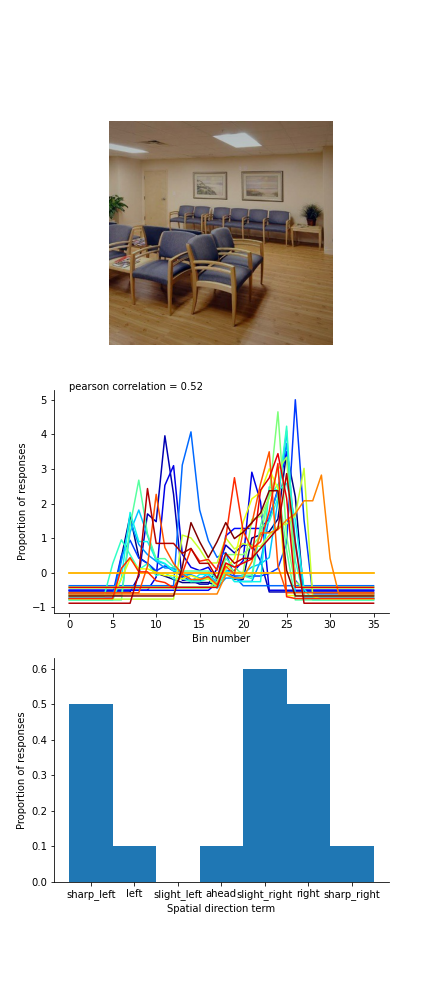 pearson correlation = 0.52
5
4
3
2
1
0
−1
Proportion of responses
0 5 10 15 20 25 30 35
Bin number
0.6
0.5
0.4
0.3
0.2
0.1
0.0
Proportion of responses
sharp_left left slight_left ahead slight_right right sharp_right
Spatial direction term